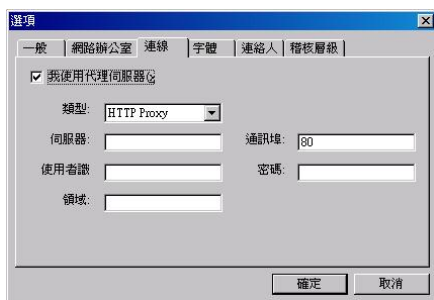 選項
一般 網路辦公室 連線 字體 連絡人 稽核層級
我使用代理伺服器
類型: HTTP Proxy
伺服器: 通訊埠: 80
使用者識 密碼:
領域:
確定 取消